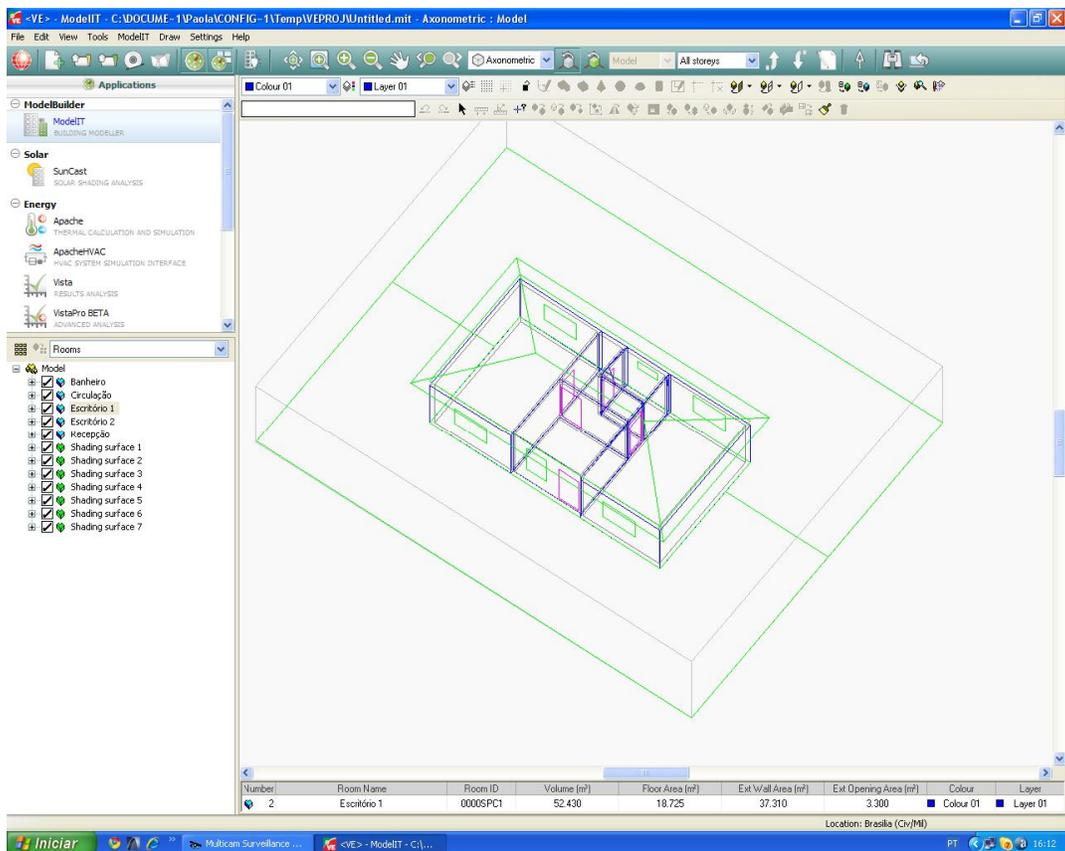 <VE> - ModelIT - C:\DOCUME~1\Paola\CONFIG~1\Temp\VEPROJ\Untitled.mit - Axonometric : Model
File Edit View Tools ModelIT Draw Settings Help
Axonometric Model All storeys
Applications
Colour 01 Layer 01
ModelBuilder
ModelIT
BUILDING MODELLER
Solar
SunCast
SOLAR SHADING ANALYSIS
Energy
Apache
THERMAL CALCULATION AND SIMULATION
ApacheHVAC
HVAC SYSTEM SIMULATION INTERFACE
Vista
RESULTS ANALYSIS
VistaPro BETA
ADVANCED ANALYSIS
Rooms
Model
Banheiro
Circulação
Escritório 1
Escritório 2
Recepção
Shading surface 1
Shading surface 2
Shading surface 3
Shading surface 4
Shading surface 5
Shading surface 6
Shading surface 7
Number Room Name Room ID Volume (m³) Floor Area (m²) Ext Wall Area (m²) Ext Opening Area (m²) Colour Layer
2 Escritório 1 0000SPC1 52.430 18.725 37.310 3.300 Colour 01 Layer 01
Location: Brasilia (Civ/Mil)
Iniciar Multicam Surveillance ... <VE> - ModelIT - C:\... PT 16:12